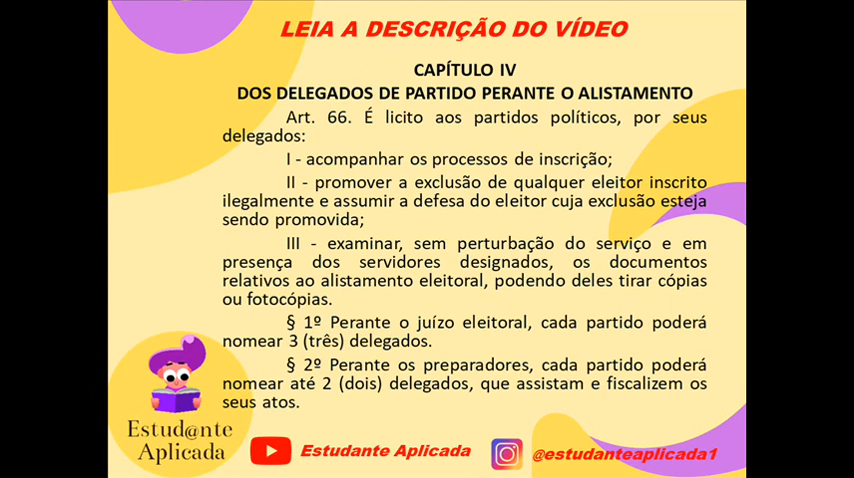 LEIA A DESCRIÇÃO DO VÍDEO
CAPÍTULO IV
DOS DELEGADOS DE PARTIDO PERANTE O ALISTAMENTO
Art. 66. É licito aos partidos políticos, por seus
delegados:
I - acompanhar os processos de inscrição;
II - promover a exclusão de qualquer eleitor inscrito
ilegalmente e assumir a defesa do eleitor cuja exclusão esteja
sendo promovida;
III - examinar, sem perturbação do serviço e em
presença dos servidores designados, os documentos
relativos ao alistamento eleitoral, podendo deles tirar cópias
ou fotocópias.
§ 1º Perante o juízo eleitoral, cada partido poderá
nomear 3 (três) delegados.
§ 2º Perante os preparadores, cada partido poderá
nomear até 2 (dois) delegados, que assistam e fiscalizem os
seus atos.
Estud@nte
Aplicada
Estudante Aplicada
@estudanteaplicada1